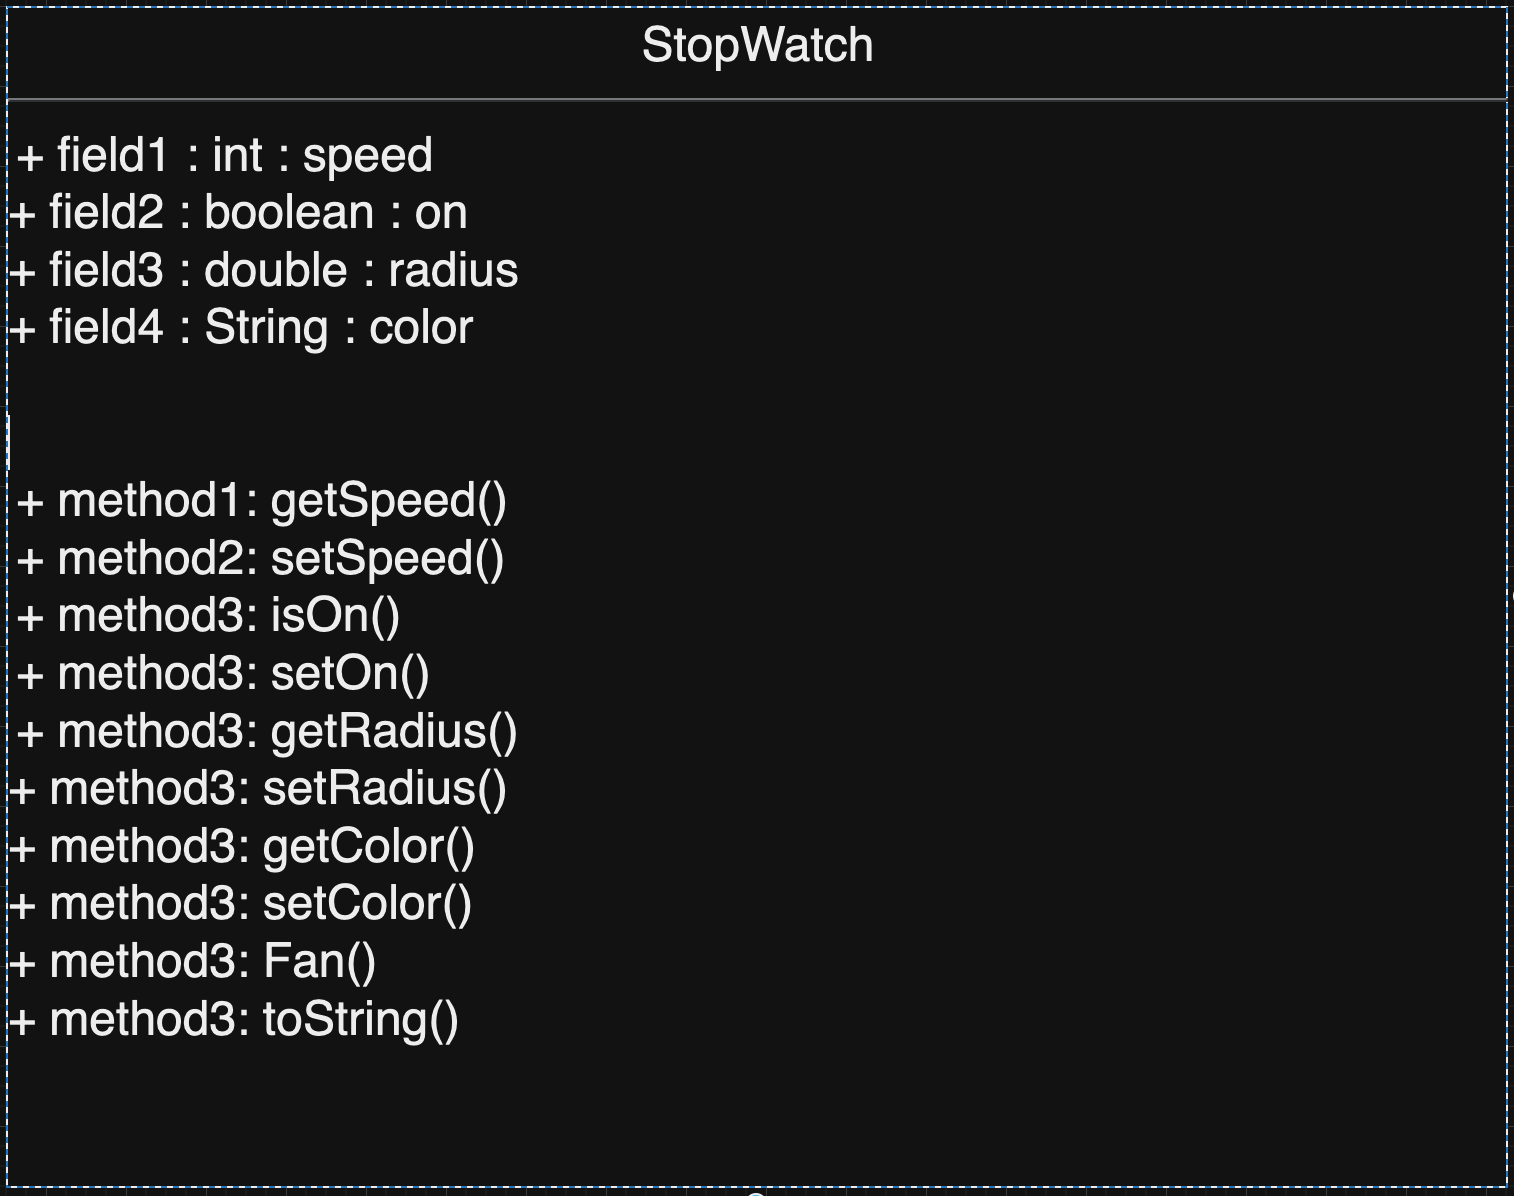 StopWatch
+ field1 : int : speed
+ field2 : boolean : on
+ field3 : double : radius
+ field4 : String : color
+ method1: getSpeed()
+ method2: setSpeed()
+ method3: isOn()
+ method3: setOn()
+ method3: getRadius()
+ method3: setRadius()
+ method3: getColor()
+ method3: setColor()
+ method3: Fan()
+ method3: toString()